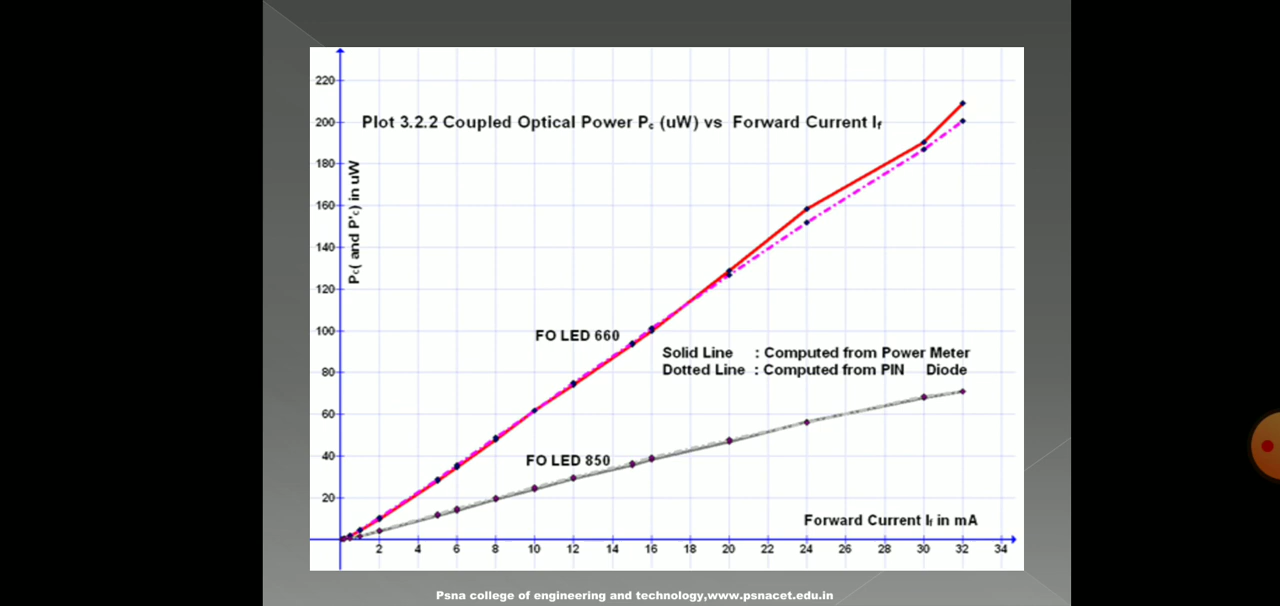 220
Plot 3.2.2 Coupled Optical Power Pc (uW) vs Forward Current If
200
180
160
140
120
100
80
60
40
20
Pc( and P'c) in uW
FO LED 660
Solid Line : Computed from Power Meter
Dotted Line : Computed from PIN Diode
FO LED 850
Forward Current If in mA
2 4 6 8 10 12 14 16 18 20 22 24 26 28 30 32 34
Psna college of engineering and technology,www.psnacet.edu.in